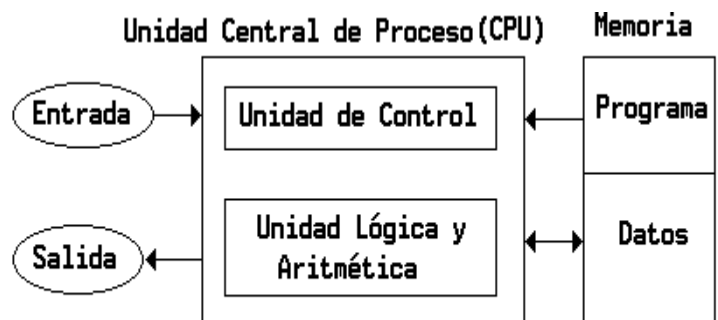 Unidad Central de Proceso(CPU)
Memoria
Entrada
Unidad de Control
Programa
Salida
Unidad Lógica y
Aritmética
Datos